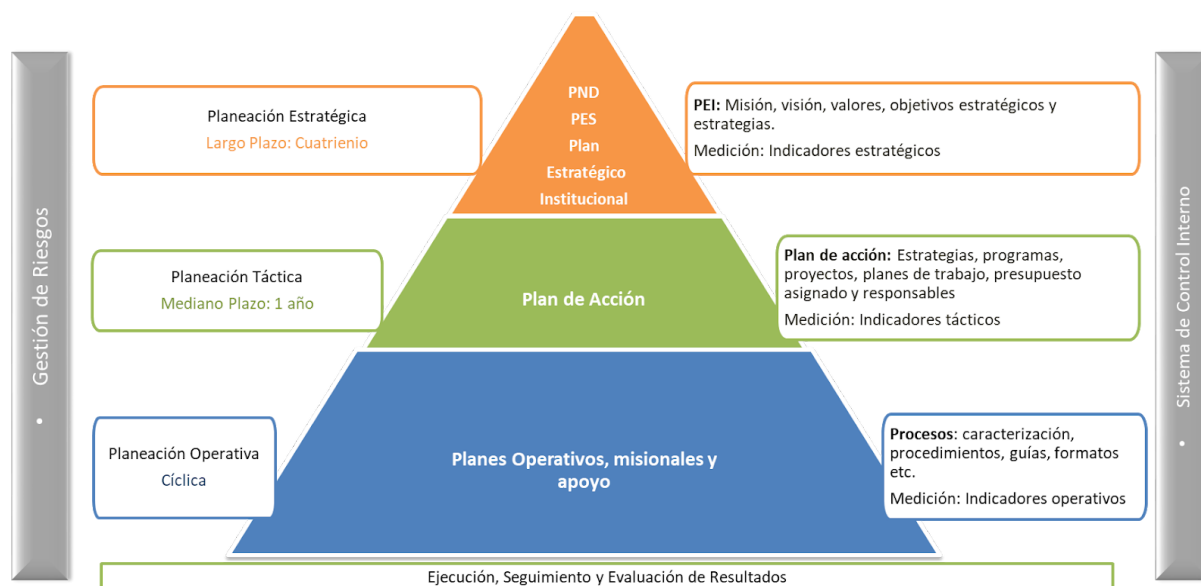 Gestión de Riesgos
•
Planeación Estratégica
Largo Plazo: Cuatrienio
PND
PES
Plan
Estratégico
Institucional
PEI: Misión, visión, valores, objetivos estratégicos y
estrategias.
Medición: Indicadores estratégicos
Planeación Táctica
Mediano Plazo: 1 año
Plan de Acción
Plan de acción: Estrategias, programas,
proyectos, planes de trabajo, presupuesto
asignado y responsables
Medición: Indicadores tácticos
Planeación Operativa
Cíclica
Planes Operativos, misionales y
apoyo
Procesos: caracterización,
procedimientos, guías, formatos
etc.
Medición: Indicadores operativos
Sistema de Control Interno
•
Ejecución, Seguimiento y Evaluación de Resultados